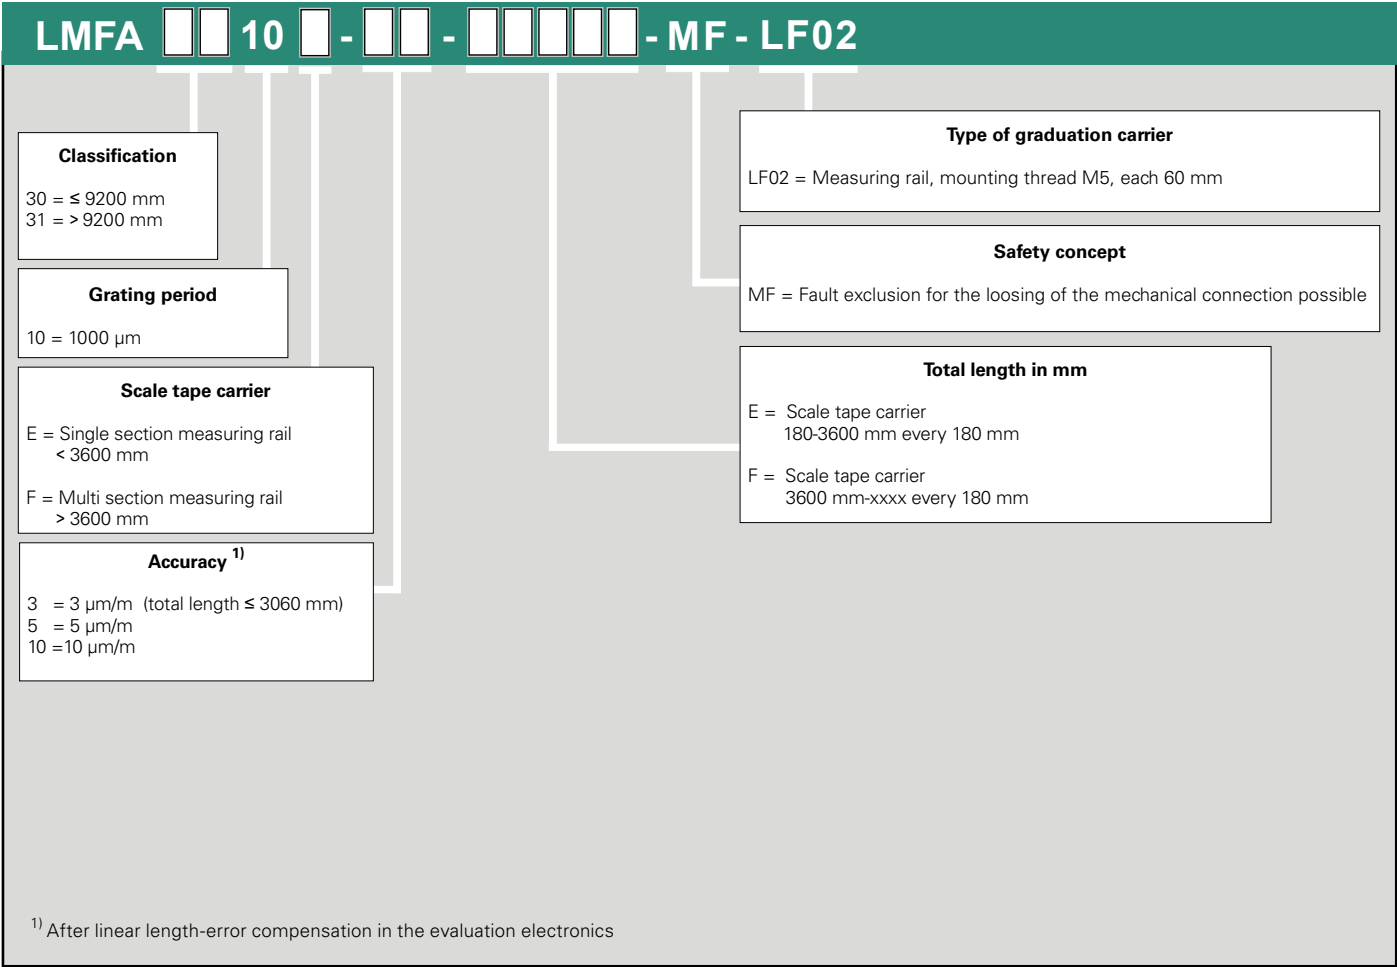 LMFA 10 - - - MF - LF02
Classification
30 = ≤ 9200 mm
31 = > 9200 mm
Grating period
10 = 1000 µm
Scale tape carrier
E = Single section measuring rail
< 3600 mm
F = Multi section measuring rail
> 3600 mm
Accuracy 1)
3 = 3 µm/m (total length ≤ 3060 mm)
5 = 5 µm/m
10 =10 µm/m
Type of graduation carrier
LF02 = Measuring rail, mounting thread M5, each 60 mm
Safety concept
MF = Fault exclusion for the loosing of the mechanical connection possible
Total length in mm
E = Scale tape carrier
180-3600 mm every 180 mm
F = Scale tape carrier
3600 mm-xxxx every 180 mm
1) After linear length-error compensation in the evaluation electronics